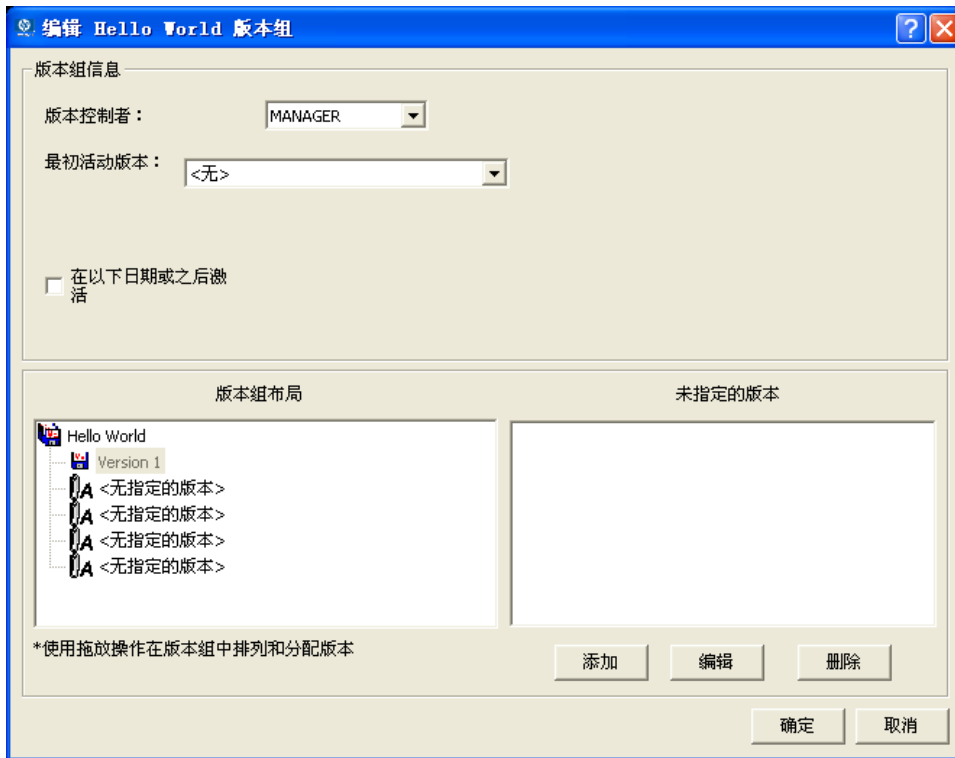 编辑 Hello World 版本组
版本组信息
版本控制者：
MANAGER
最初活动版本：
<无>
在以下日期或之后激
活
版本组布局
未指定的版本
Hello World
Version 1
A <无指定的版本>
A <无指定的版本>
A <无指定的版本>
A <无指定的版本>
*使用拖放操作在版本组中排列和分配版本
添加
编辑
删除
确定
取消